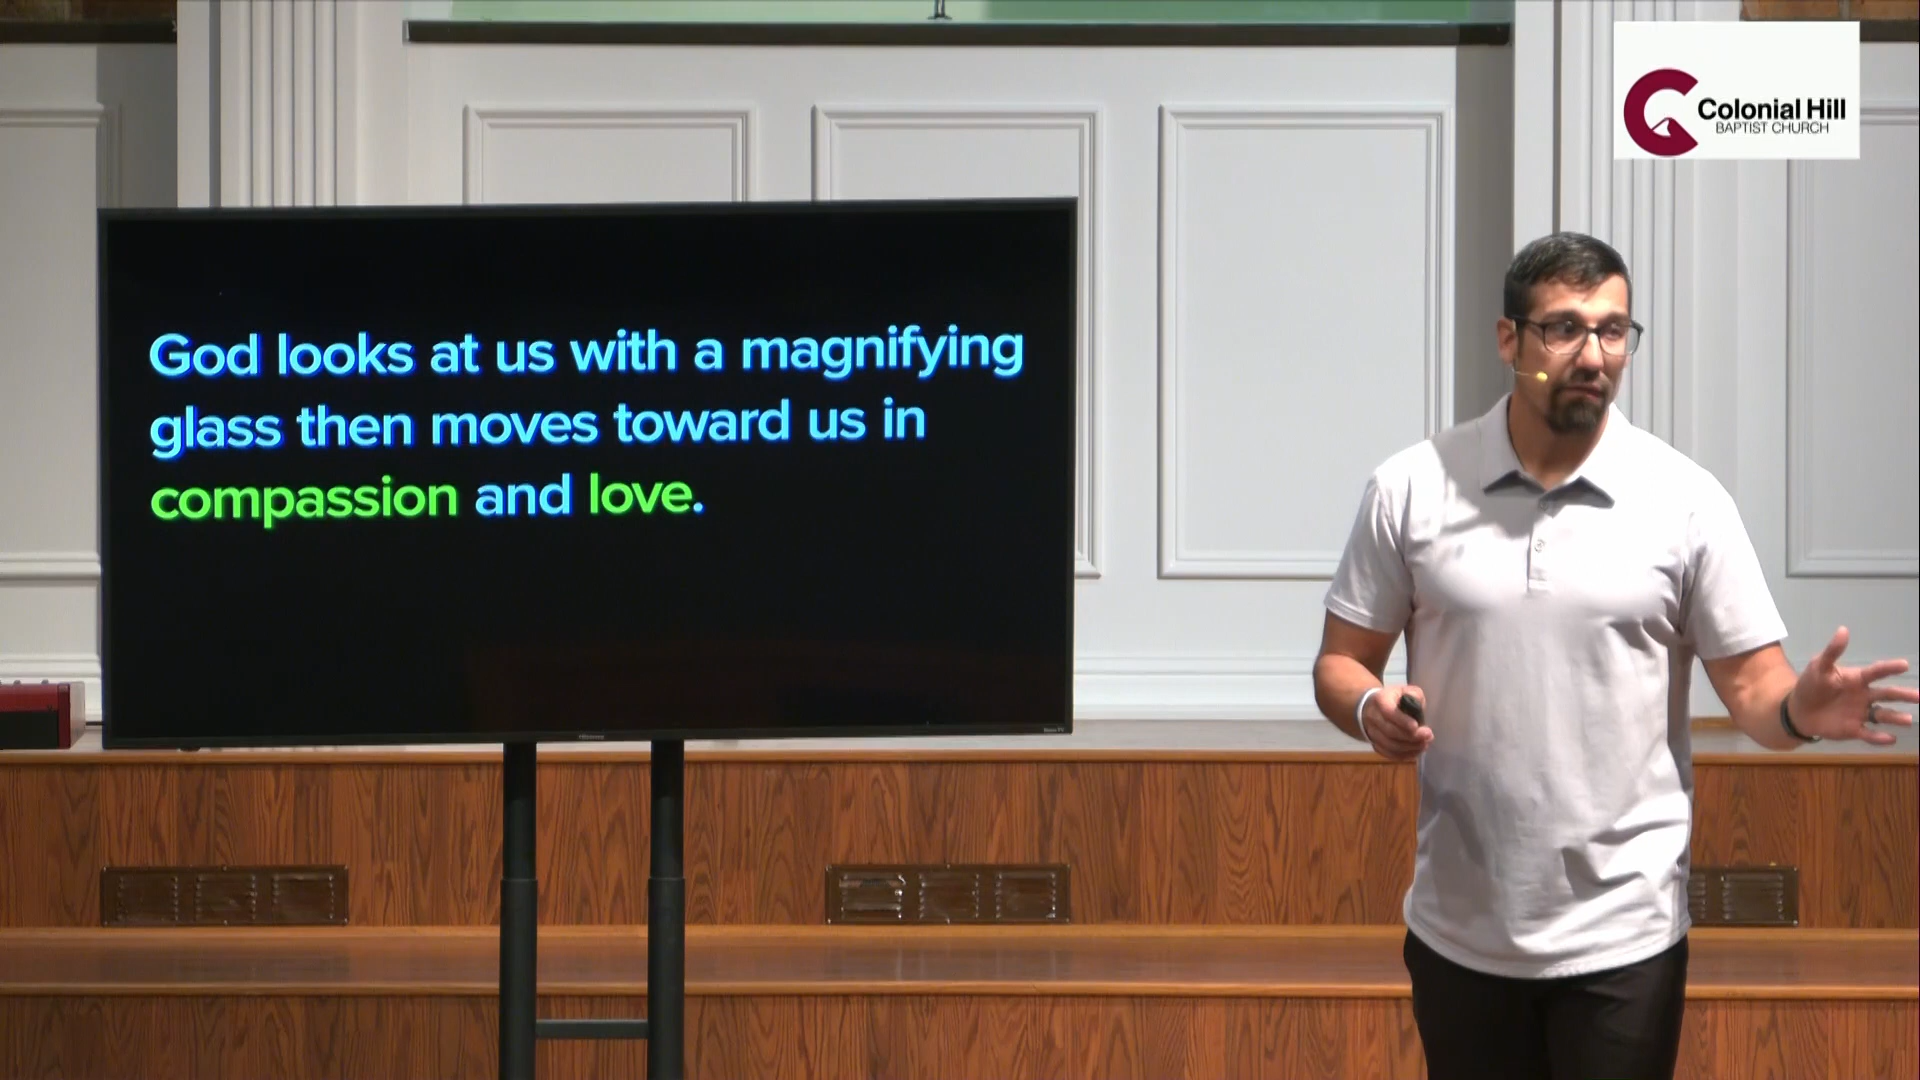 Colonial Hill
BAPTIST CHURCH
God looks at us with a magnifying
glass then moves toward us in
compassion and love.